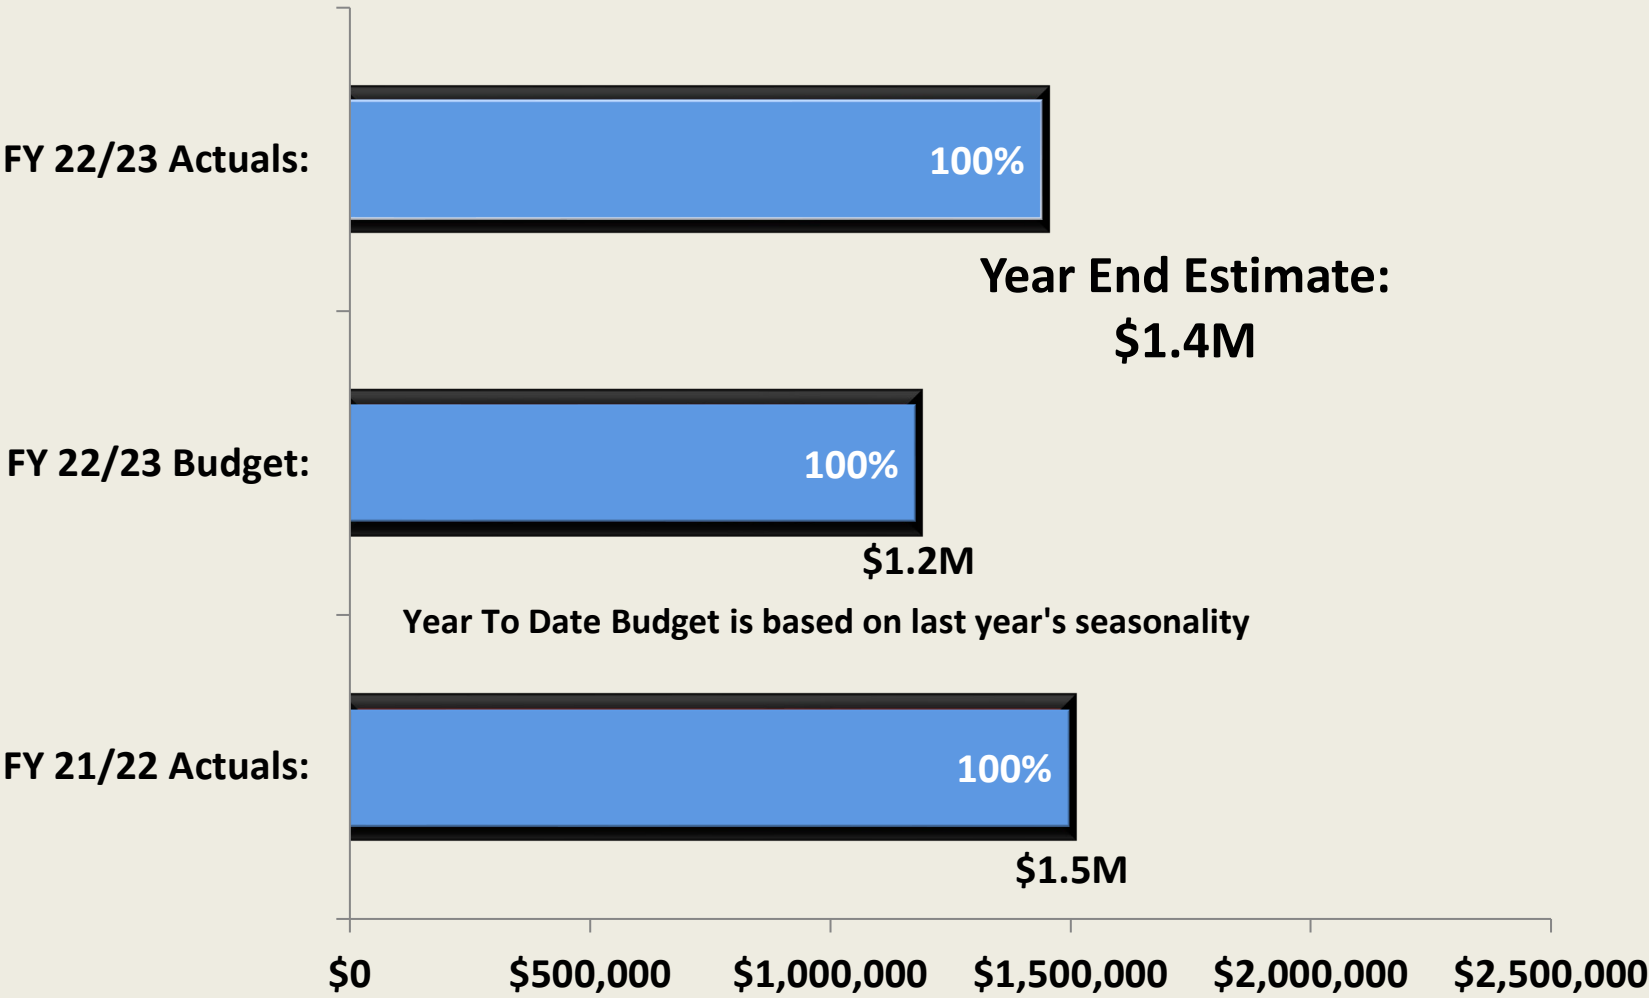 FY 22/23 Actuals:
100%
Year End Estimate:
$1.4M
FY 22/23 Budget:
100%
$1.2M
Year To Date Budget is based on last year's seasonality
FY 21/22 Actuals:
100%
$1.5M
$0 $500,000 $1,000,000 $1,500,000 $2,000,000 $2,500,000